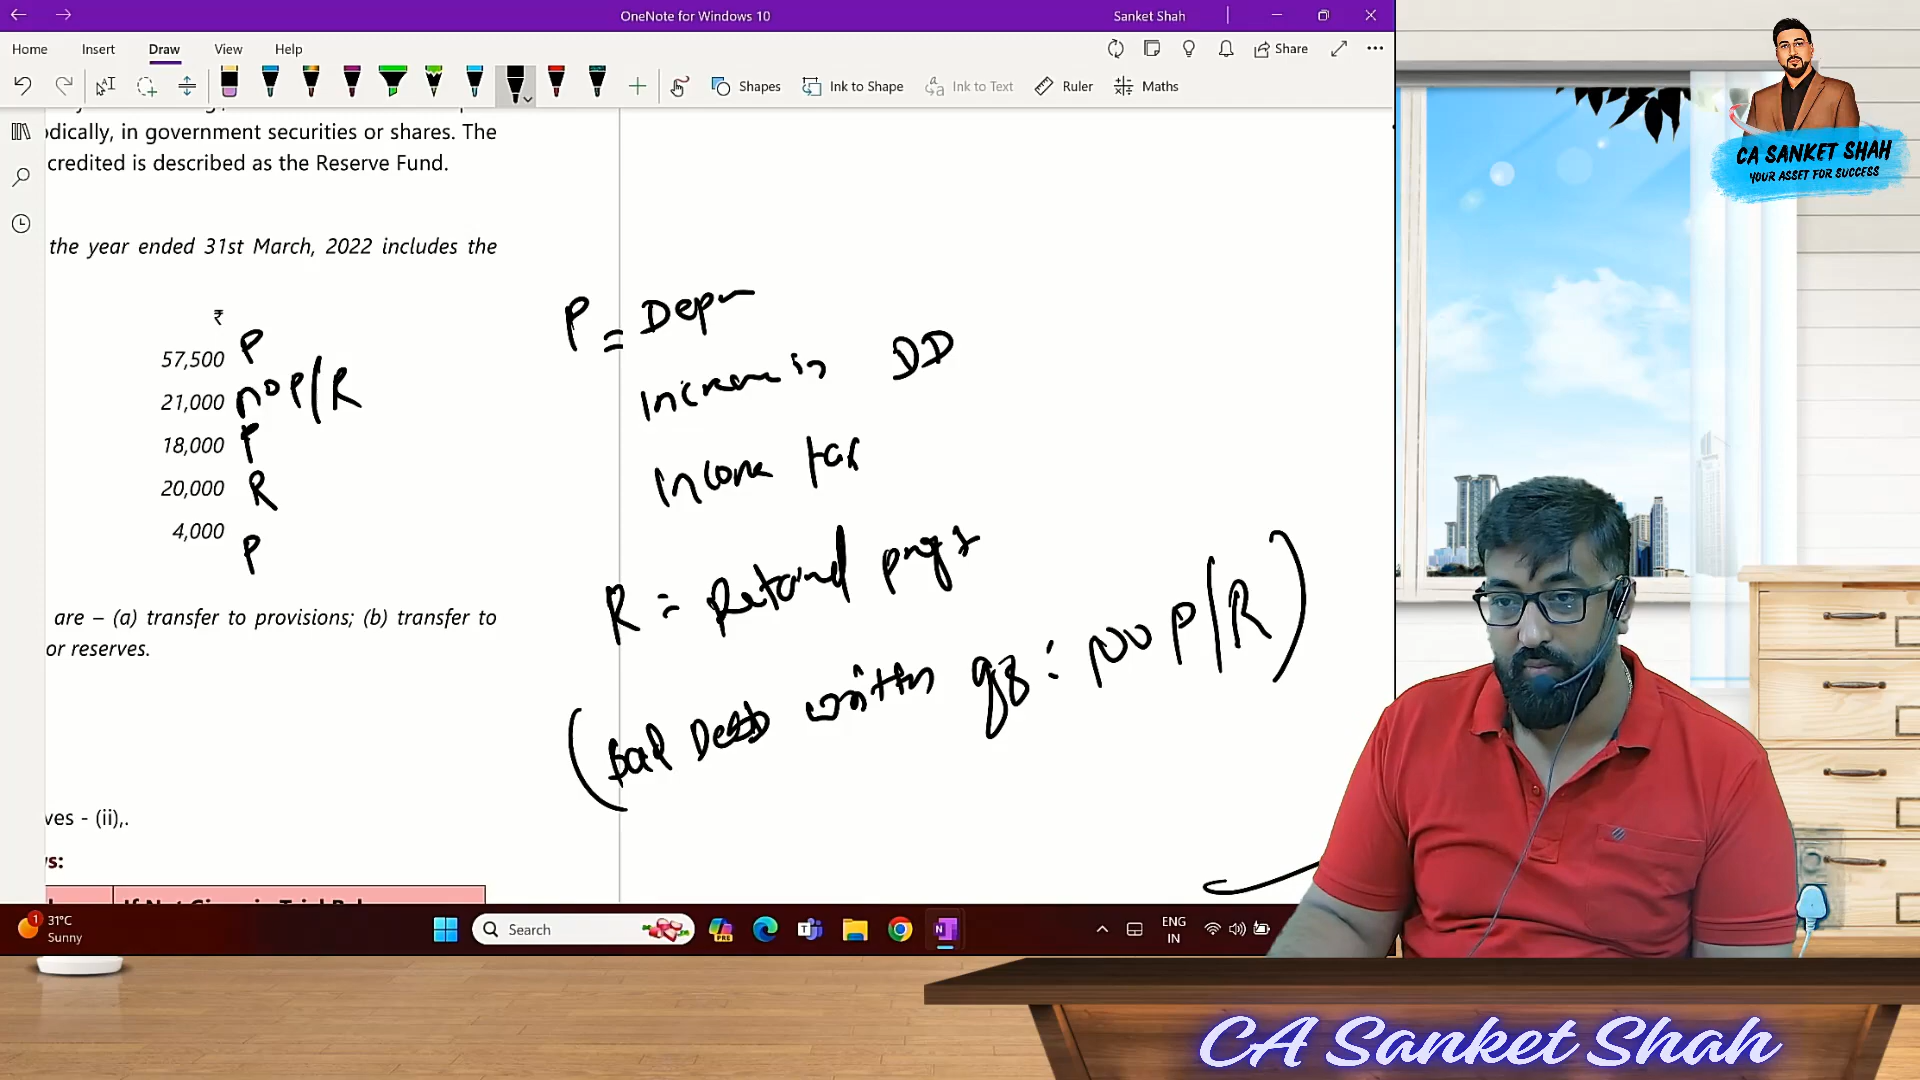 OneNote for Windows 10
Sanket Shah
Home Insert Draw View Help
Share
Shapes Ink to Shape Ink to Text Ruler Maths
odically, in government securities or shares. The
credited is described as the Reserve Fund.
the year ended 31st March, 2022 includes the
₹
57,500 P
21,000 no P/R
18,000 P
20,000 R
4,000 P
are – (a) transfer to provisions; (b) transfer to
or reserves.
ves - (ii),.
P = Depn
Increase in DD
Income tax
R = Retained
(Bad Debts written : NO P/R)
CA SANKET SHAH
YOUR ASSET FOR SUCCESS
1
31°C
Sunny
Search
PRE
ENG
IN
CA Sanket Shah